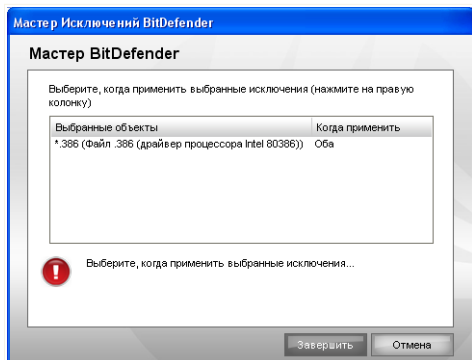 Мастер Исключений BitDefender
Мастер BitDefender
Выберите, когда применить выбранные исключения (нажмите на правую
колонку)
Выбранные объекты Когда применить
*.386 (Файл .386 (драйвер процессора Intel 80386)) Оба
Выберите, когда применить выбранные исключения...
Завершить Отмена